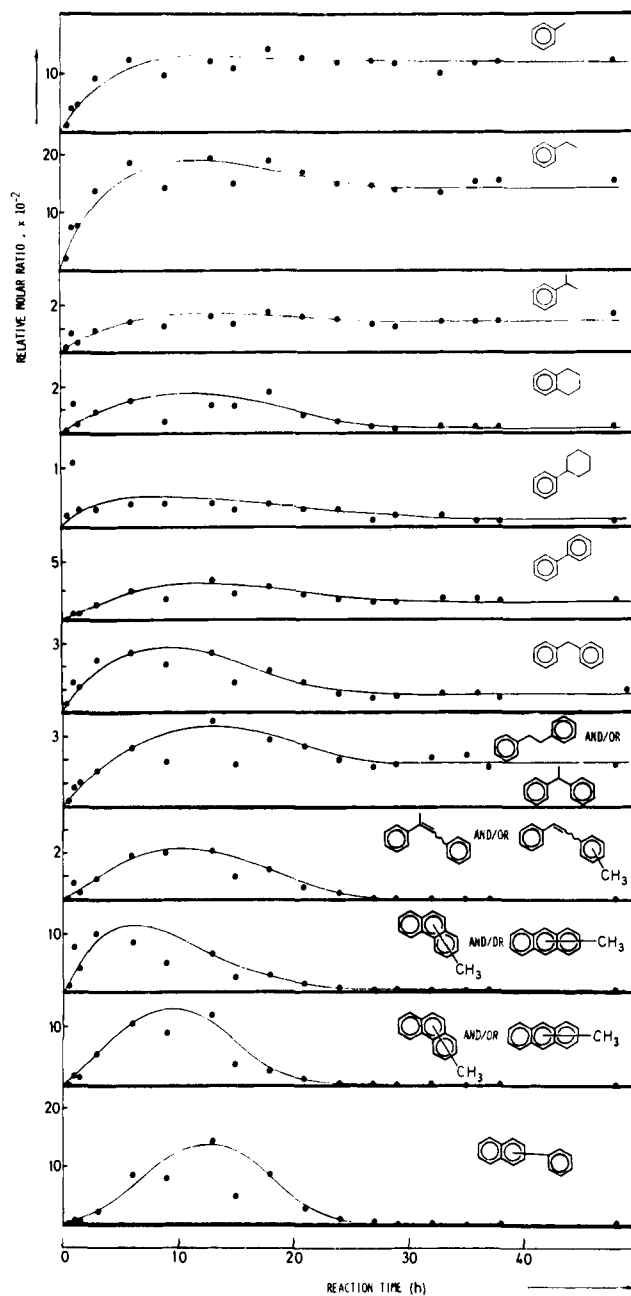 10
20
10
RELATIVE MOLAR RATIO, x 10-2
2
2
1
5
3
3
AND/OR
2
AND/OR
CH3
10
AND/OR
CH3
CH3
10
AND/OR
CH3
CH3
20
10
0 10 20 30 40
REACTION TIME (h)